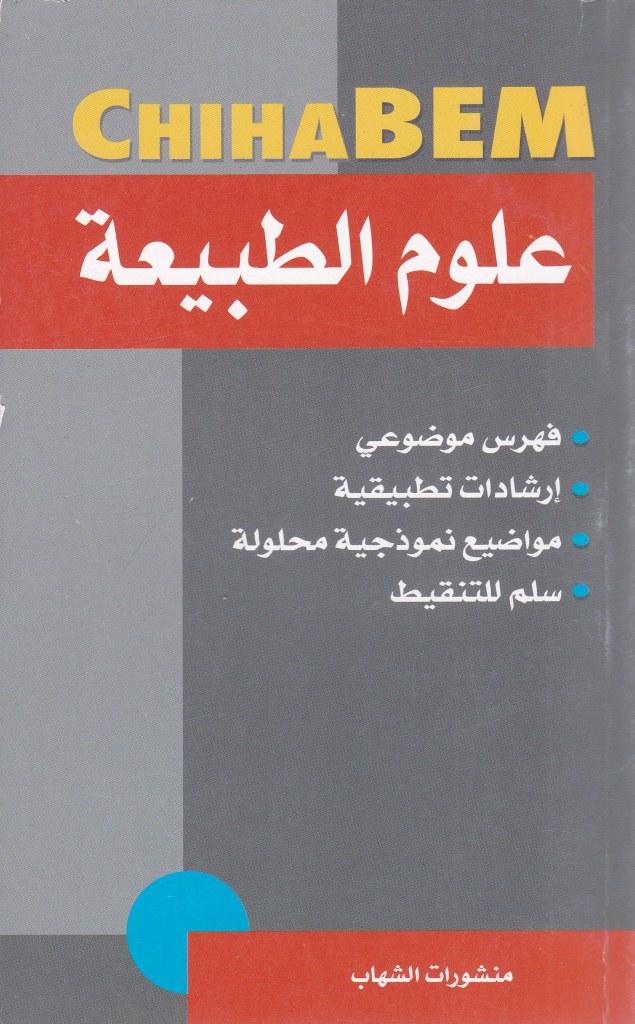 CHIHABEM
علوم الطبيعة
• فهرس موضوعي
• إرشادات تطبيقية
• مواضيع نموذجية محلولة
• سلم للتنقيط
منشورات الشهاب